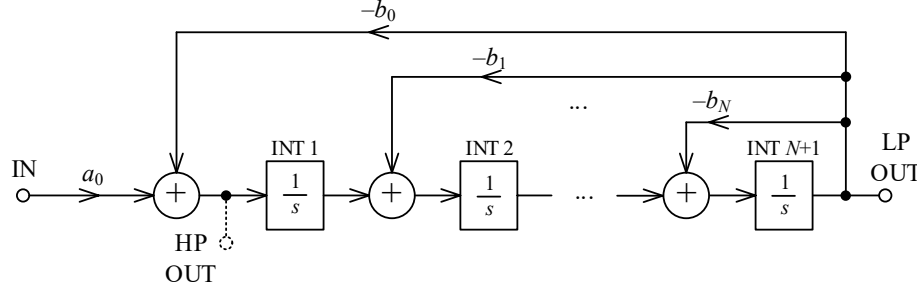 –b0
–b1
...
–bN
IN
a0
+
INT 1
1
s
+
INT 2
1
s
...
+
INT N+1
1
s
LP
OUT
HP
OUT